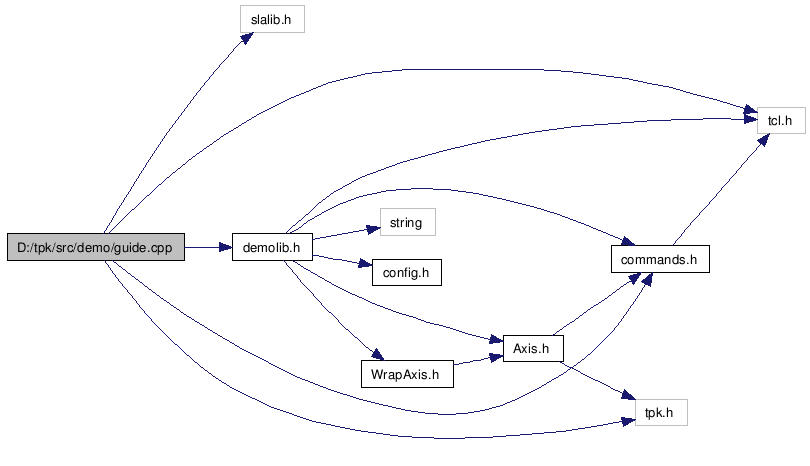 slalib.h
tcl.h
string
D:/tpk/src/demo/guide.cpp
demolib.h
commands.h
config.h
Axis.h
WrapAxis.h
tpk.h